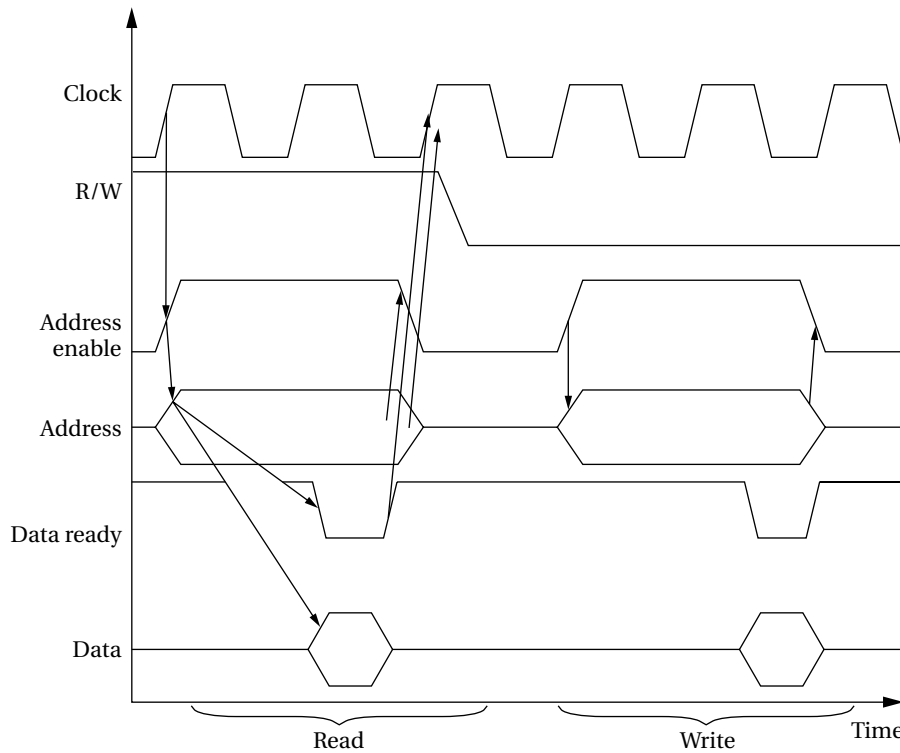 Clock
R/W
Address
enable
Address
Data ready
Data
Read
Write
Time